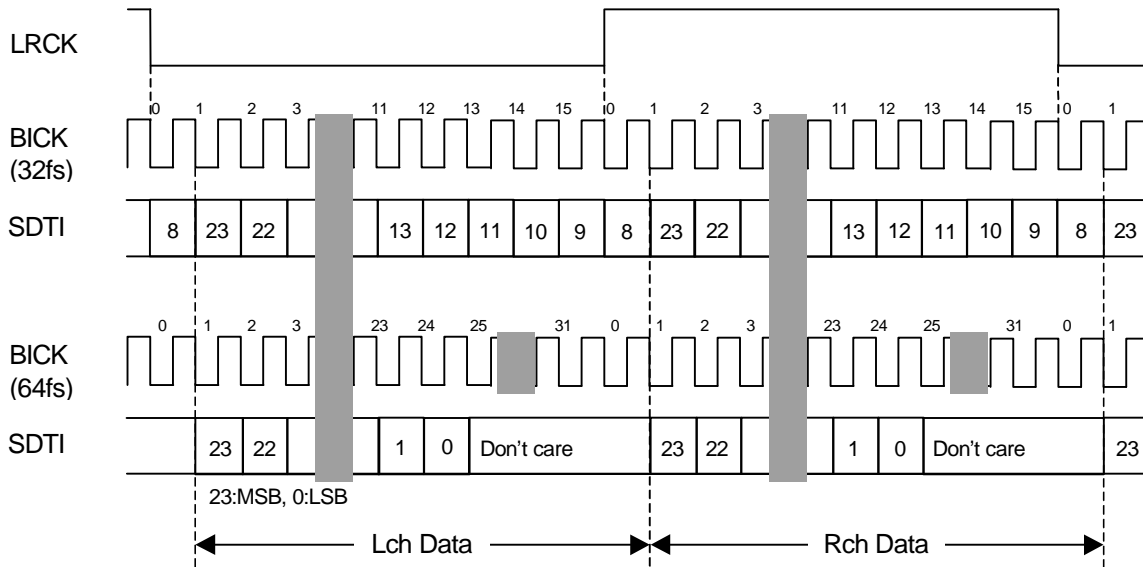 LRCK
0 1 2 3 11 12 13 14 15 0 1 2 3 11 12 13 14 15 0 1
BICK
(32fs)
SDTI 8 23 22 13 12 11 10 9 8 23 22 13 12 11 10 9 8 23
0 1 2 3 23 24 25 31 0 1 2 3 23 24 25 31 0 1
BICK
(64fs)
SDTI 23 22 1 0 Don't care 23 22 1 0 Don't care 23
23:MSB, 0:LSB
Lch Data Rch Data